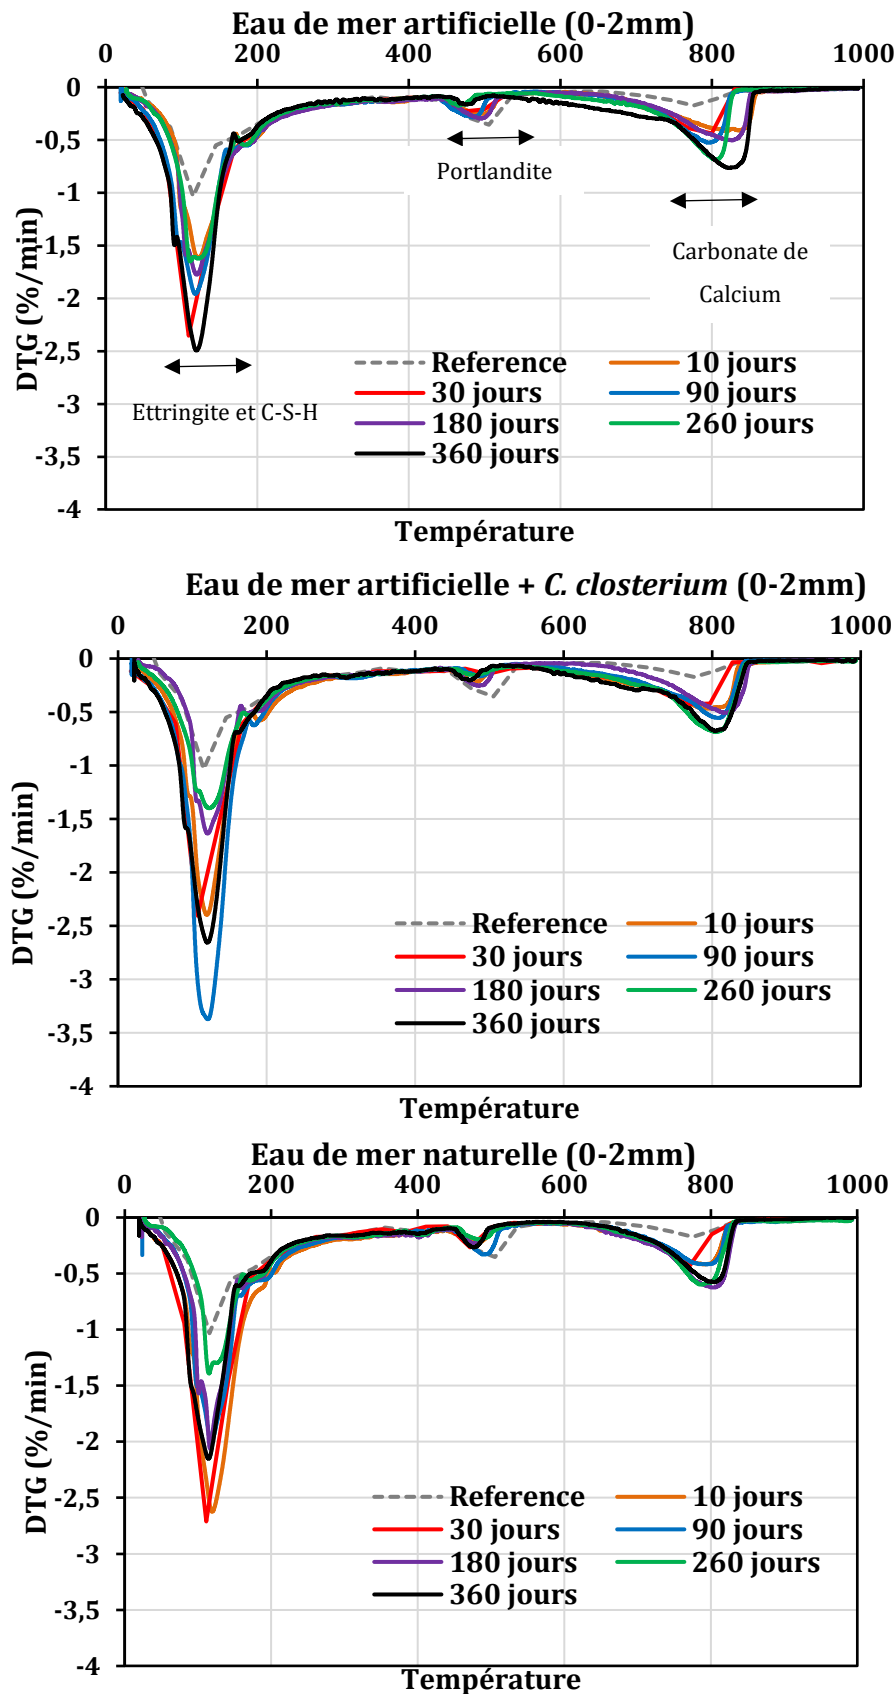 Eau de mer artificielle (0-2mm)
0 200 400 600 800 1000
0
-0,5
-1
-1,5
-2
-2,5
-3
-3,5
-4
DTG (%/min)
Portlandite
Carbonate de
Calcium
Ettringite et C-S-H
Reference 10 jours
30 jours 90 jours
180 jours 260 jours
360 jours
Température
Eau de mer artificielle + C. closterium (0-2mm)
0 200 400 600 800 1000
0
-0,5
-1
-1,5
-2
-2,5
-3
-3,5
-4
DTG (%/min)
Reference 10 jours
30 jours 90 jours
180 jours 260 jours
360 jours
Température
Eau de mer naturelle (0-2mm)
0 200 400 600 800 1000
0
-0,5
-1
-1,5
-2
-2,5
-3
-3,5
-4
DTG (%/min)
Reference 10 jours
30 jours 90 jours
180 jours 260 jours
360 jours
Température